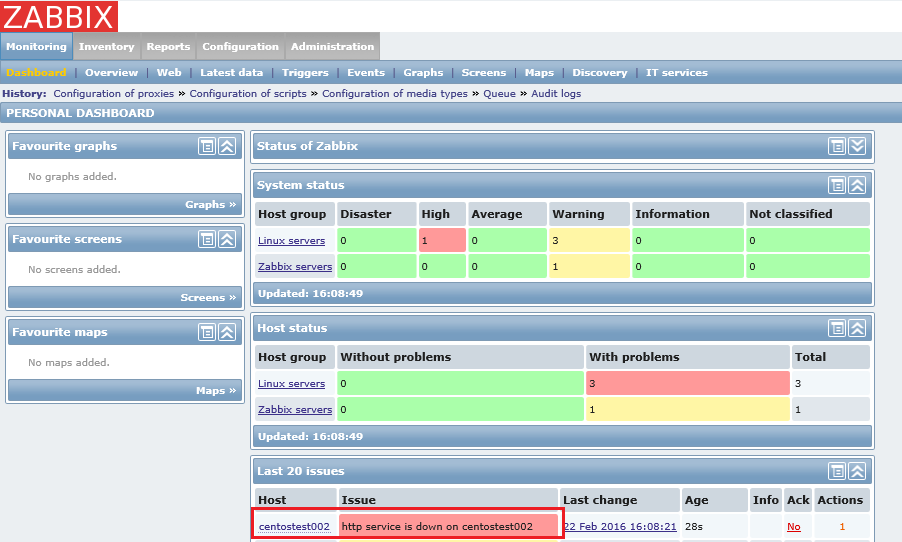 ZABBIX
Monitoring Inventory Reports Configuration Administration
Dashboard | Overview | Web | Latest data | Triggers | Events | Graphs | Screens | Maps | Discovery | IT services
History: Configuration of proxies » Configuration of scripts » Configuration of media types » Queue » Audit logs
PERSONAL DASHBOARD
Favourite graphs
No graphs added.
Graphs »
Favourite screens
No screens added.
Screens »
Favourite maps
No maps added.
Maps »
Status of Zabbix
System status
Host group Disaster High Average Warning Information Not classified
Linux servers 0 1 0 3 0 0
Zabbix servers 0 0 0 1 0 0
Updated: 16:08:49
Host status
Host group Without problems With problems Total
Linux servers 0 3 3
Zabbix servers 0 1 1
Updated: 16:08:49
Last 20 issues
Host Issue Last change Age Info Ack Actions
centostest002 http service is down on centostest002 22 Feb 2016 16:08:21 28s No 1